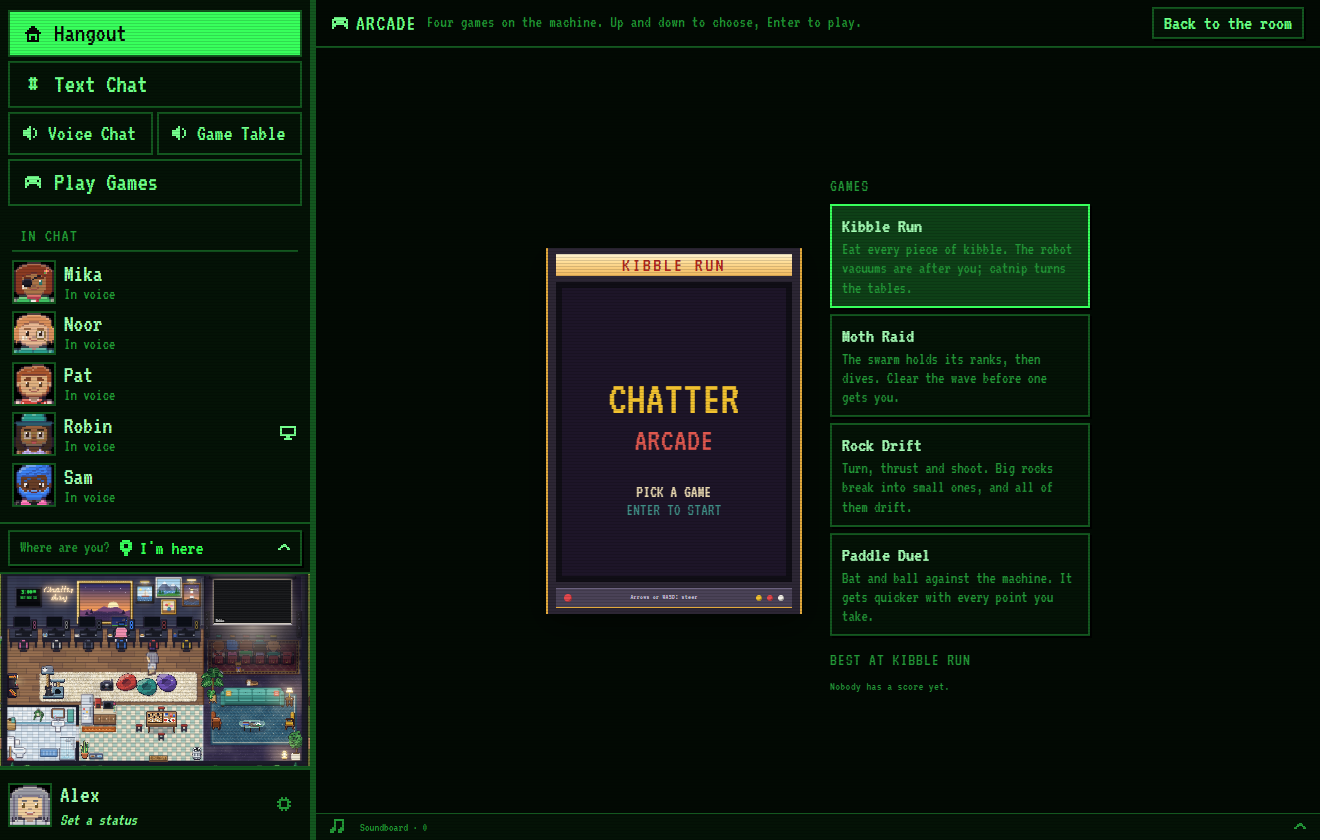 Hangout
Text Chat
Voice Chat
Game Table
Play Games
IN CHAT
Mika
In voice
Noor
In voice
Pat
In voice
Robin
In voice
Sam
In voice
Where are you? I'm here
Alex
Set a status
ARCADE Four games on the machine. Up and down to choose, Enter to play.
Back to the room
KIBBLE RUN
CHATTER
ARCADE
PICK A GAME
ENTER TO START
Arrows or WASD: steer
GAMES
Kibble Run
Eat every piece of kibble. The robot
vacuums are after you; catnip turns
the tables.
Moth Raid
The swarm holds its ranks, then
dives. Clear the wave before one
gets you.
Rock Drift
Turn, thrust and shoot. Big rocks
break into small ones, and all of
them drift.
Paddle Duel
Bat and ball against the machine. It
gets quicker with every point you
take.
BEST AT KIBBLE RUN
Nobody has a score yet.
Soundboard · 0